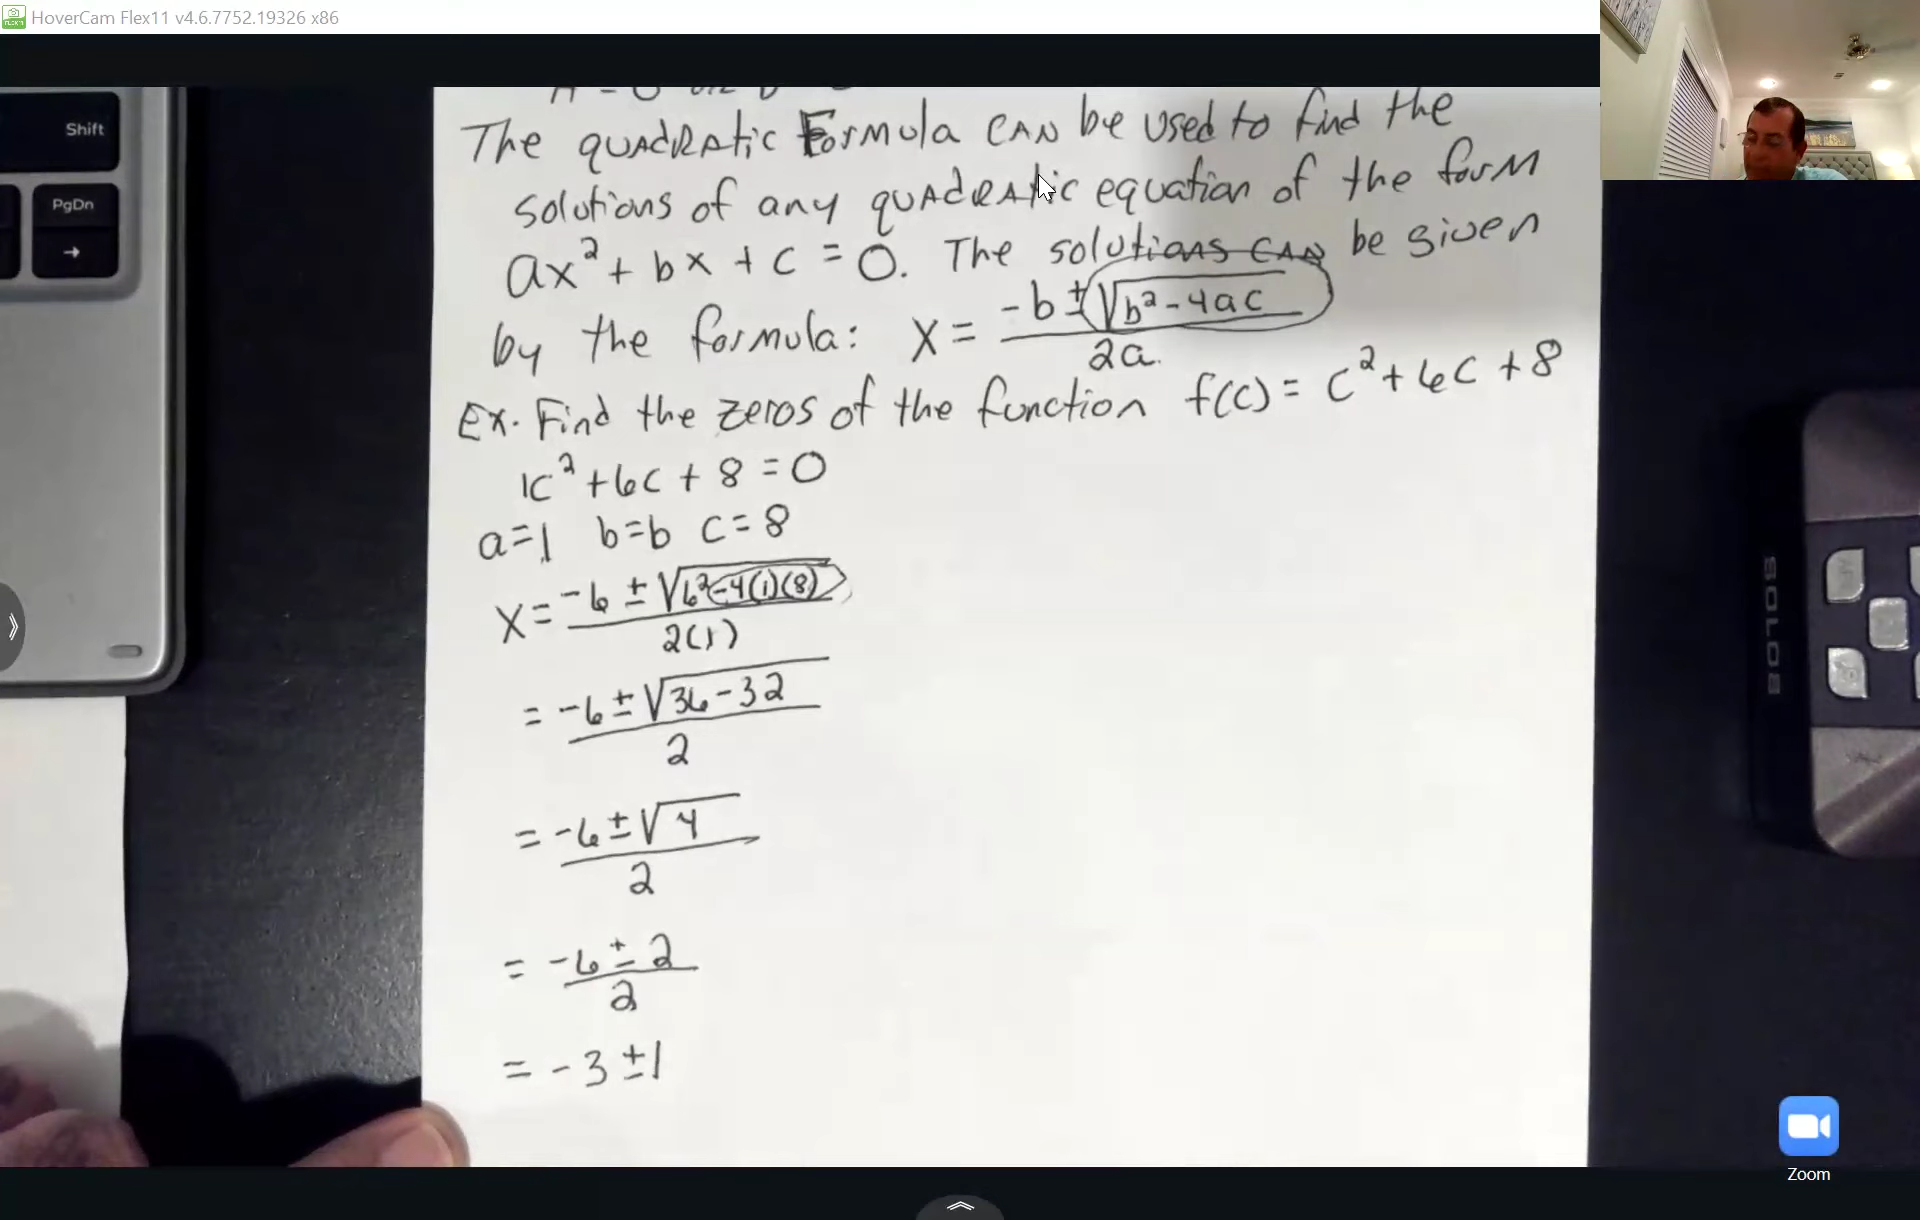 HoverCam Flex11 v4.6.7752.19326 x86
Shift
PgDn
→
The quadratic Formula can be used to find the
solutions of any quadratic equation of the form
ax² + bx + c = 0. The solutions can be given
by the formula: x = (-b ± √(b² - 4ac)) / 2a.
Ex. Find the zeros of the function f(c) = c² + 6c + 8
1c² + 6c + 8 = 0
a=1 b=6 c=8
x = (-6 ± √(6² - 4(1)(8))) / 2(1)
= (-6 ± √(36 - 32)) / 2
= (-6 ± √4) / 2
= (-6 ± 2) / 2
= -3 ± 1
SOLO8
Zoom